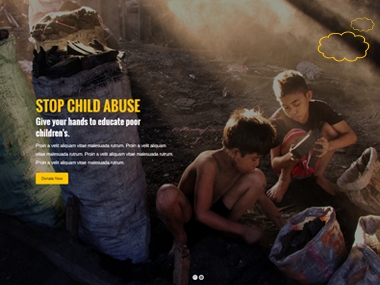 STOP CHILD ABUSE
Give your hands to educate poor
children's.
Proin a velit aliquam vitae malesuada rutrum. Proin a velit
aliquam vitae malesuada rutrum. Proin a velit aliquam
vitae malesuada rutrum. Proin a velit aliquam vitae malesuada rutrum.
Donate Now